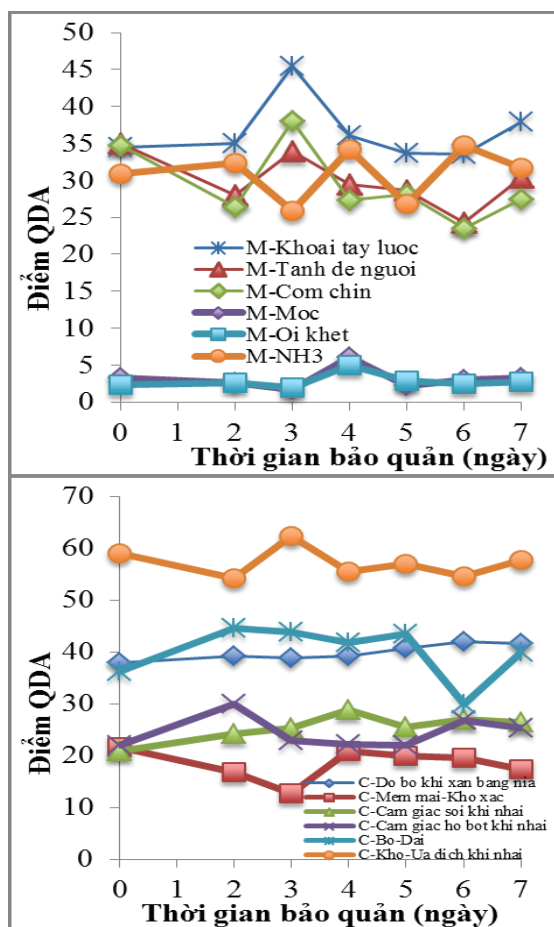 50
45
40
35
30
25
20
15
10
5
0
Điểm QDA
M-Khoai tay luoc
M-Tanh de nguoi
M-Com chin
M-Moc
M-Oi khet
M-NH3
0 1 2 3 4 5 6 7
Thời gian bảo quản (ngày)
70
60
50
40
30
20
10
0
Điểm QDA
C-Do bo khi xan bang nia
C-Mem mai-Kho xac
C-Cam giac soi khi nhai
C-Cam giac ho bot khi nhai
C-Bo-Dai
C-Kho-Ua dich khi nhai
0 1 2 3 4 5 6 7
Thời gian bảo quản (ngày)